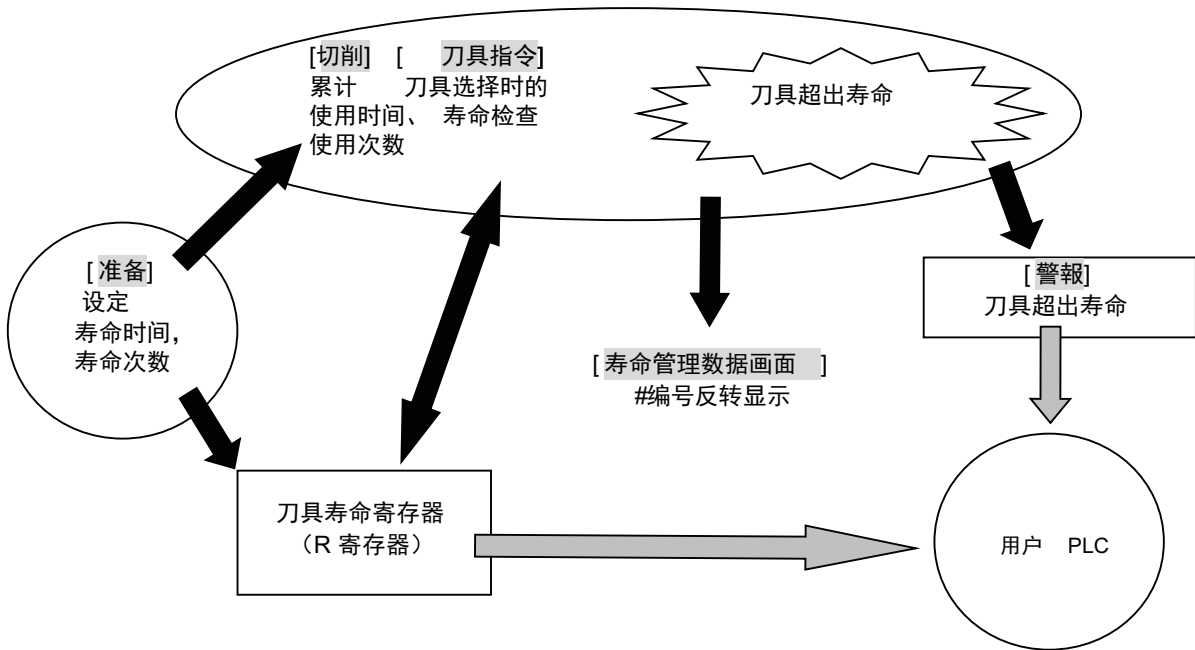 [切削] [ 刀具指令]
累计 刀具选择时的
使用时间、 寿命检查
使用次数
刀具超出寿命
[准备]
设定
寿命时间，
寿命次数
[警報]
刀具超出寿命
[寿命管理数据画面 ]
#编号反转显示
刀具寿命寄存器
（R 寄存器）
用户 PLC